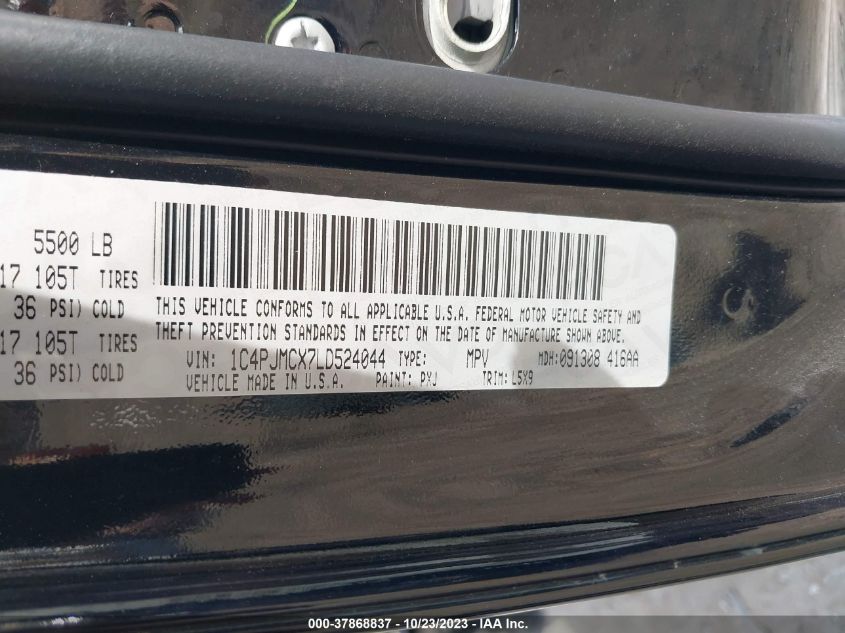 5500 LB
17 105T TIRES
36 PSI) COLD
17 105T TIRES
36 PSI) COLD
THIS VEHICLE CONFORMS TO ALL APPLICABLE U.S.A. FEDERAL MOTOR VEHICLE SAFETY AND
THEFT PREVENTION STANDARDS IN EFFECT ON THE DATE OF MANUFACTURE SHOWN ABOVE.
VIN: 1C4PJMCX7LD524044 TYPE: MPV MDH: 091308 416AA
VEHICLE MADE IN U.S.A. PAINT: PXJ TRIM: L5X9
000-37868837 - 10/23/2023 - IAA Inc.